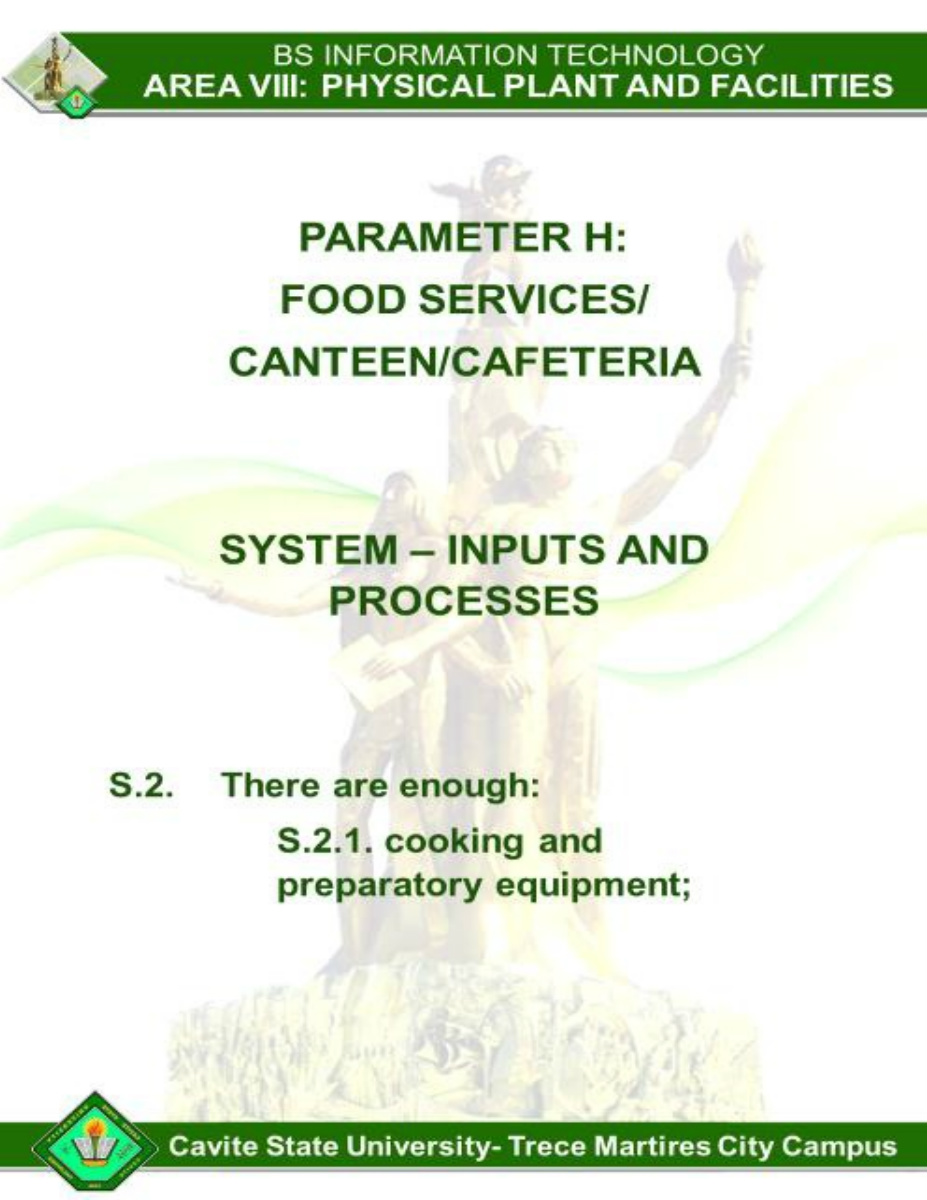 BS INFORMATION TECHNOLOGY
AREA VIII: PHYSICAL PLANT AND FACILITIES
PARAMETER H:
FOOD SERVICES/
CANTEEN/CAFETERIA
SYSTEM – INPUTS AND
PROCESSES
S.2. There are enough:
S.2.1. cooking and
preparatory equipment;
Cavite State University- Trece Martires City Campus